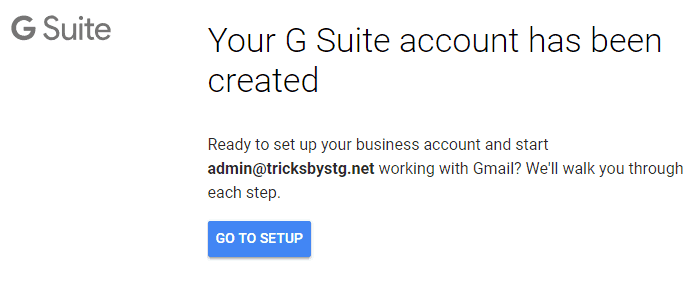 G Suite
Your G Suite account has been
created
Ready to set up your business account and start
admin@tricksbystg.net working with Gmail? We'll walk you through
each step.
GO TO SETUP